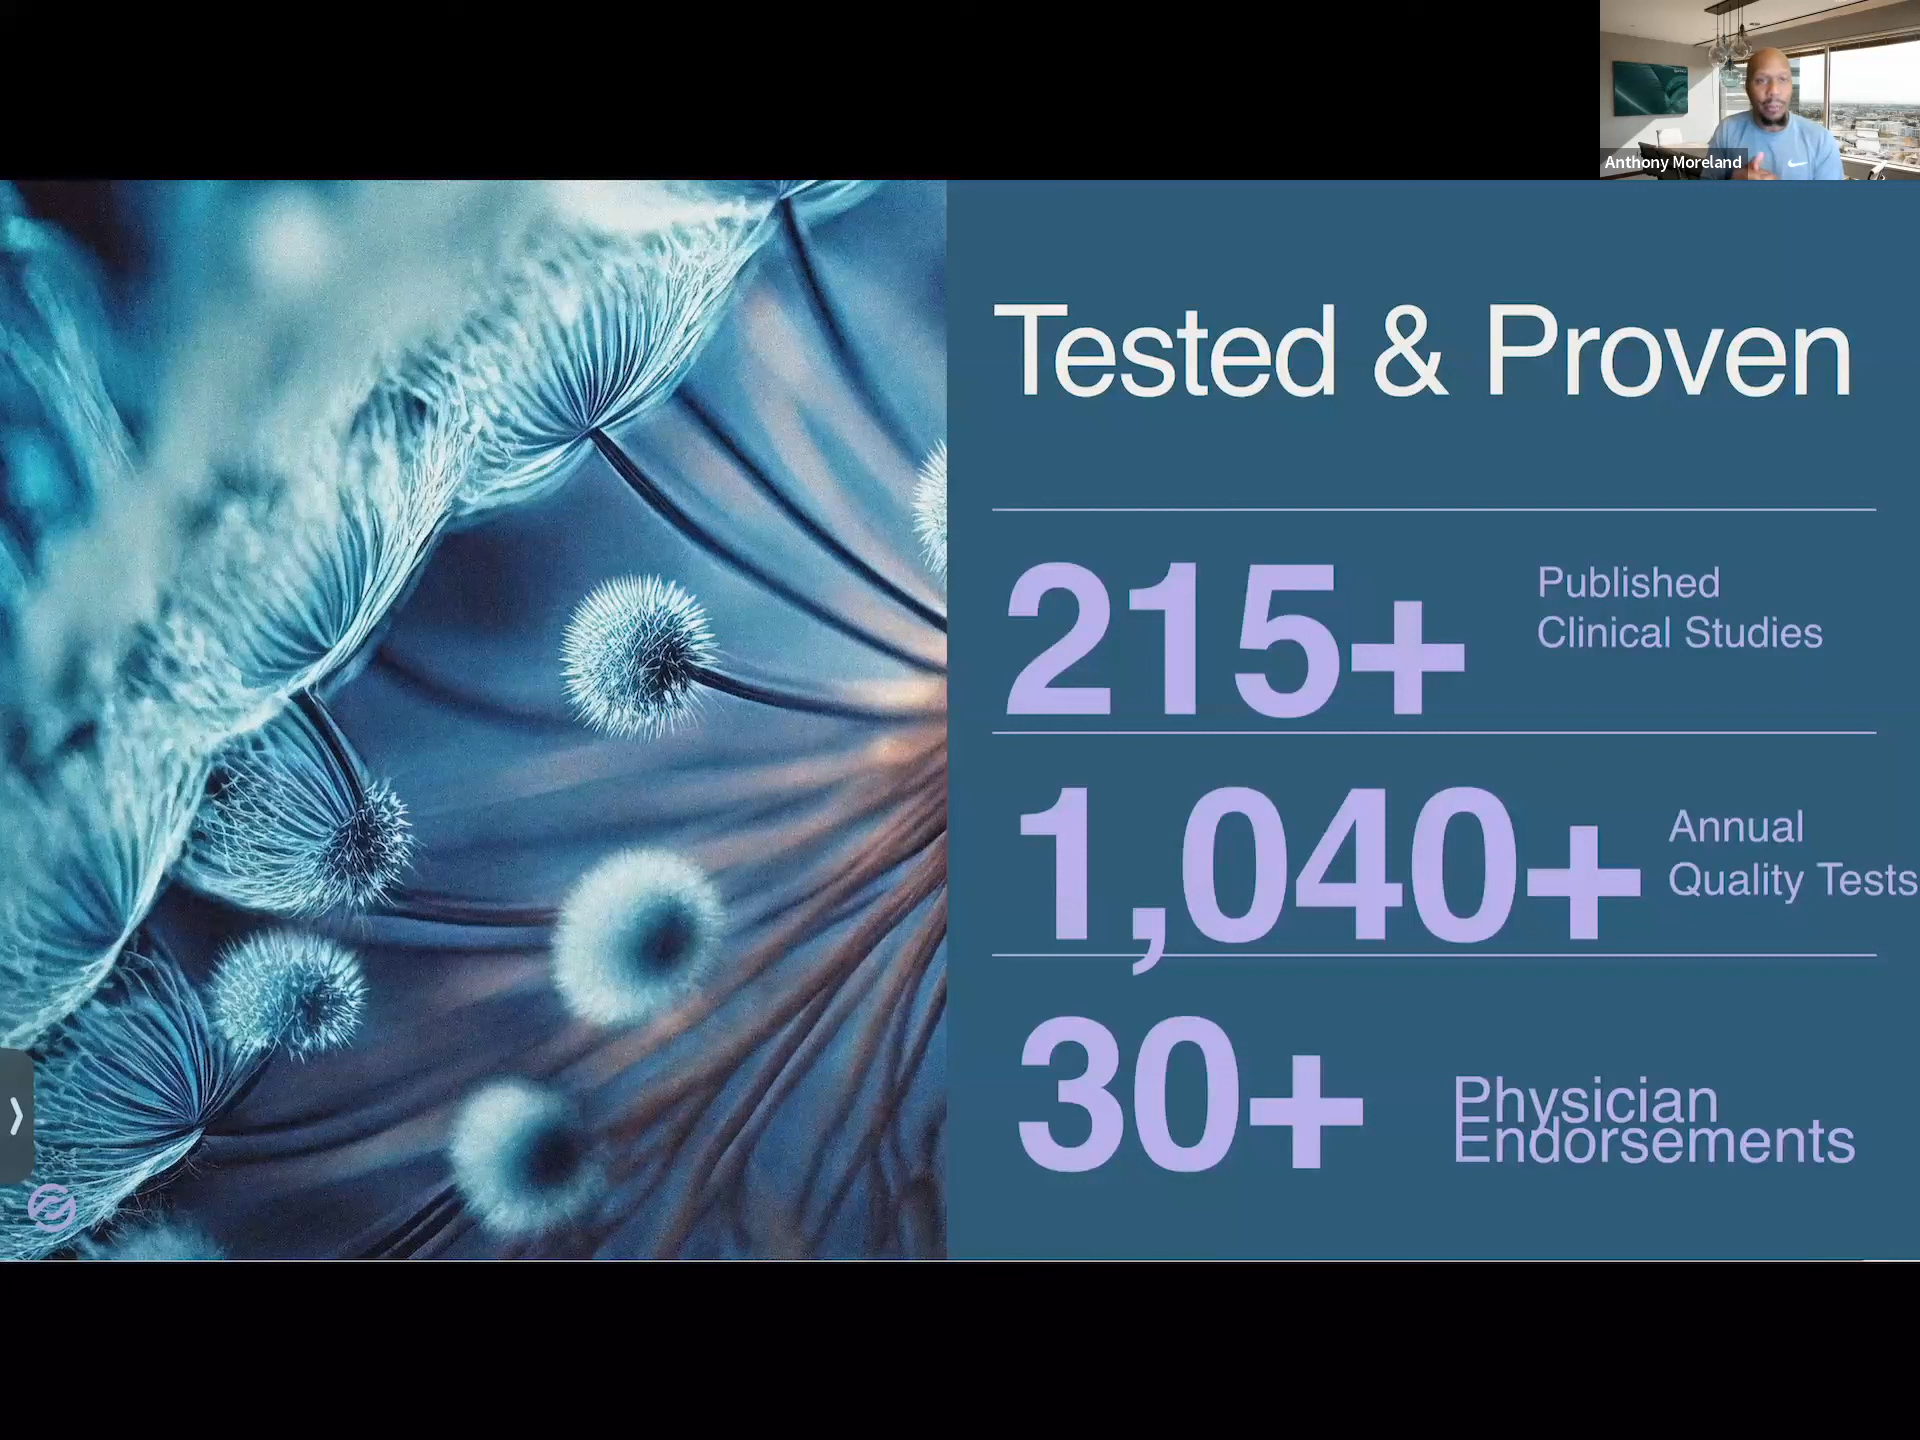 Anthony Moreland
Tested & Proven
215+
Published
Clinical Studies
1,040+
Annual
Quality Tests
30+
Physician
Endorsements